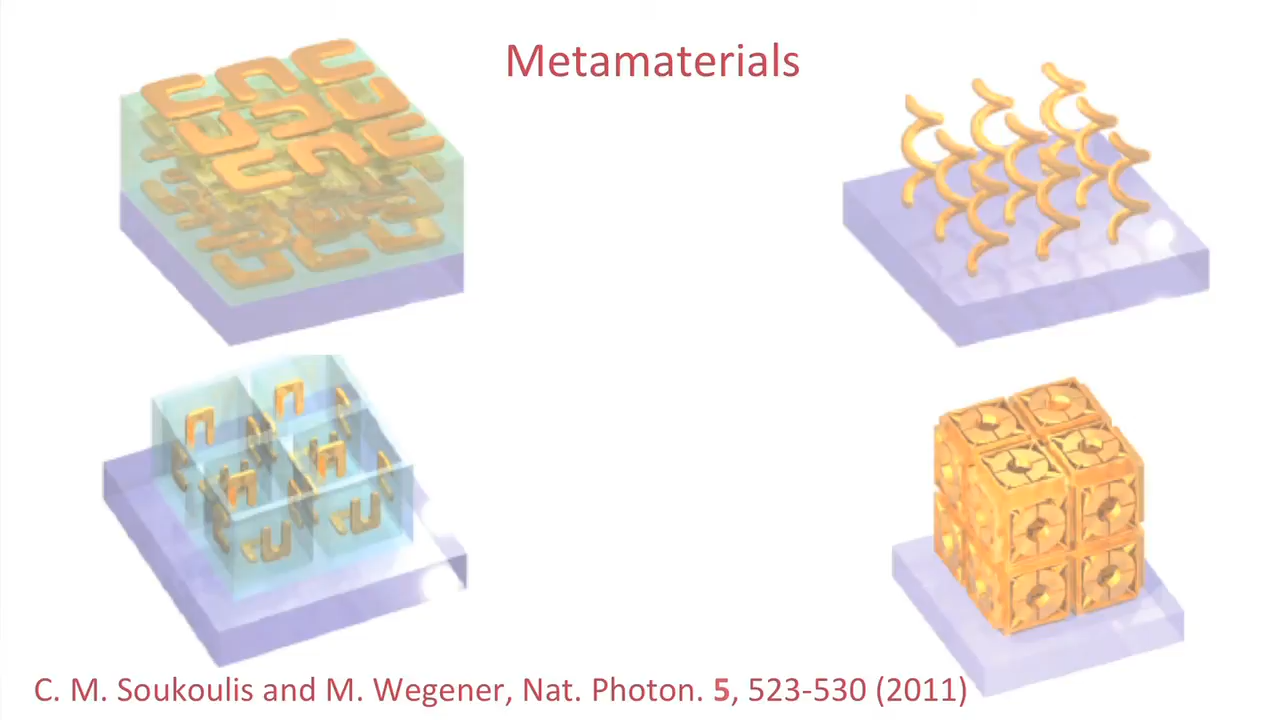 Metamaterials
C. M. Soukoulis and M. Wegener, Nat. Photon. 5, 523-530 (2011)